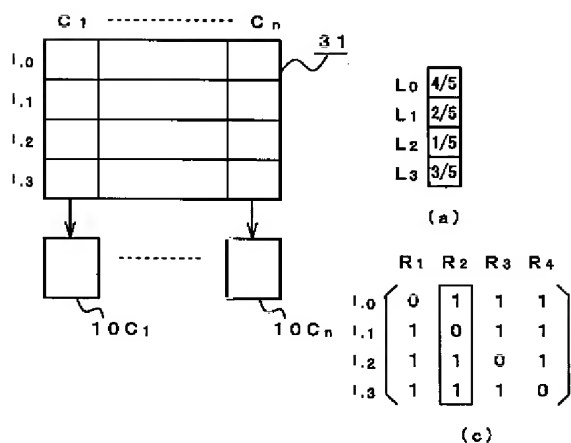 C1 ------------ Cn
L0
L1
L2
L3
31
10C1
10Cn
L0 4/5
L1 2/5
L2 1/5
L3 3/5
(a)
R1 R2 R3 R4
L0 0 1 1 1
L1 1 0 1 1
L2 1 1 0 1
L3 1 1 1 0
(c)